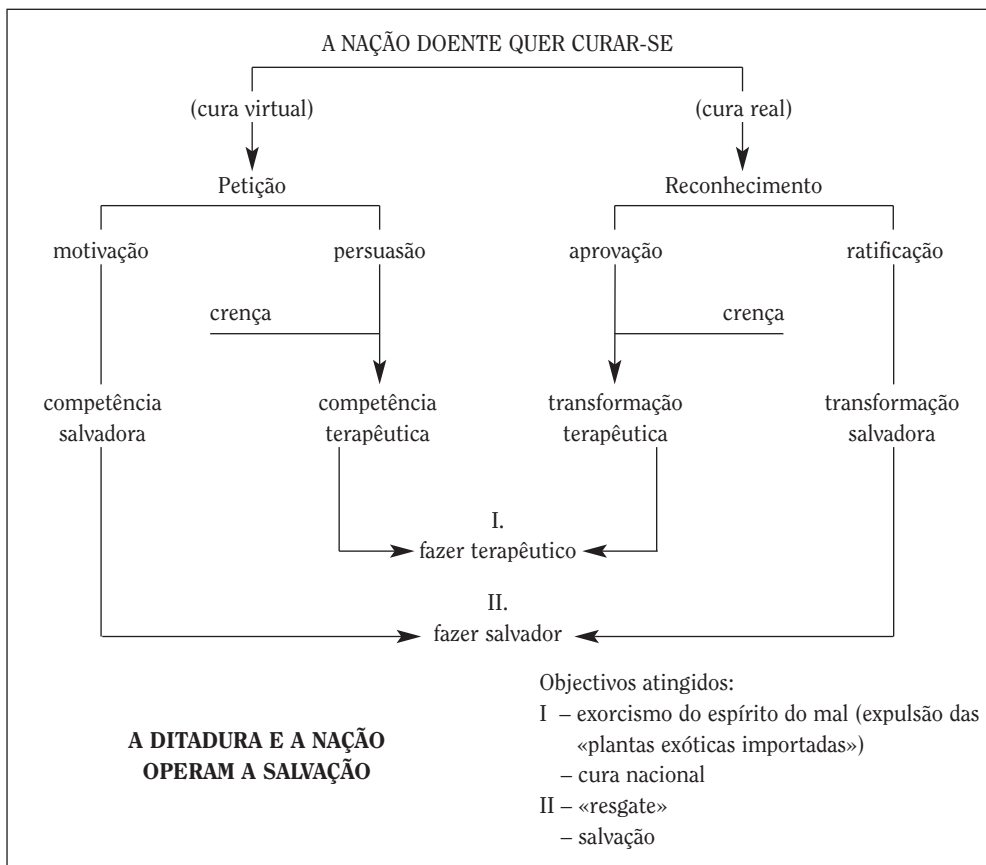 A NAÇÃO DOENTE QUER CURAR-SE
(cura virtual)
(cura real)
Petição
Reconhecimento
motivação
persuasão
aprovação
ratificação
crença
crença
competência
salvadora
competência
terapêutica
transformação
terapêutica
transformação
salvadora
I.
fazer terapêutico
II.
fazer salvador
A DITADURA E A NAÇÃO
OPERAM A SALVAÇÃO
Objectivos atingidos:
I – exorcismo do espírito do mal (expulsão das
«plantas exóticas importadas»)
– cura nacional
II – «resgate»
– salvação